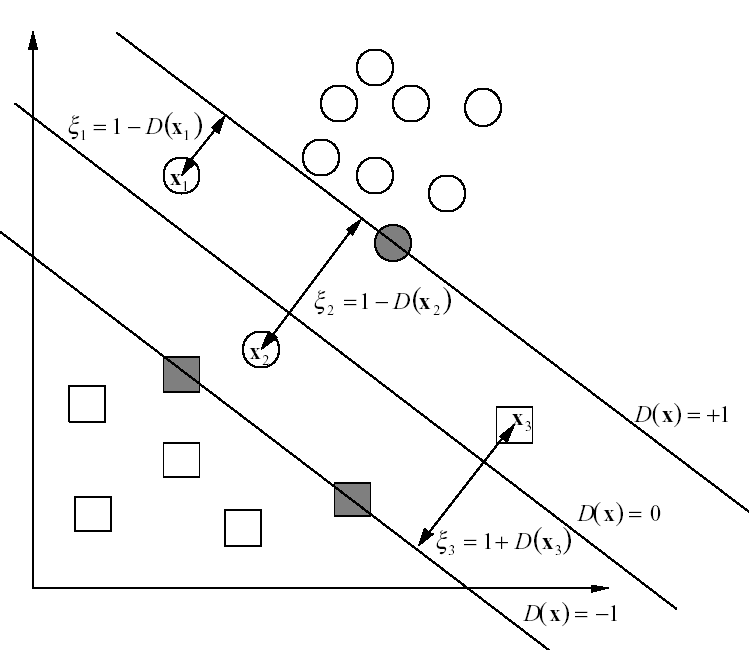 ξ₁ = 1 − D(x₁)
x₁
ξ₂ = 1 − D(x₂)
x₂
x₃
D(x) = +1
D(x) = 0
ξ₃ = 1 + D(x₃)
D(x) = −1